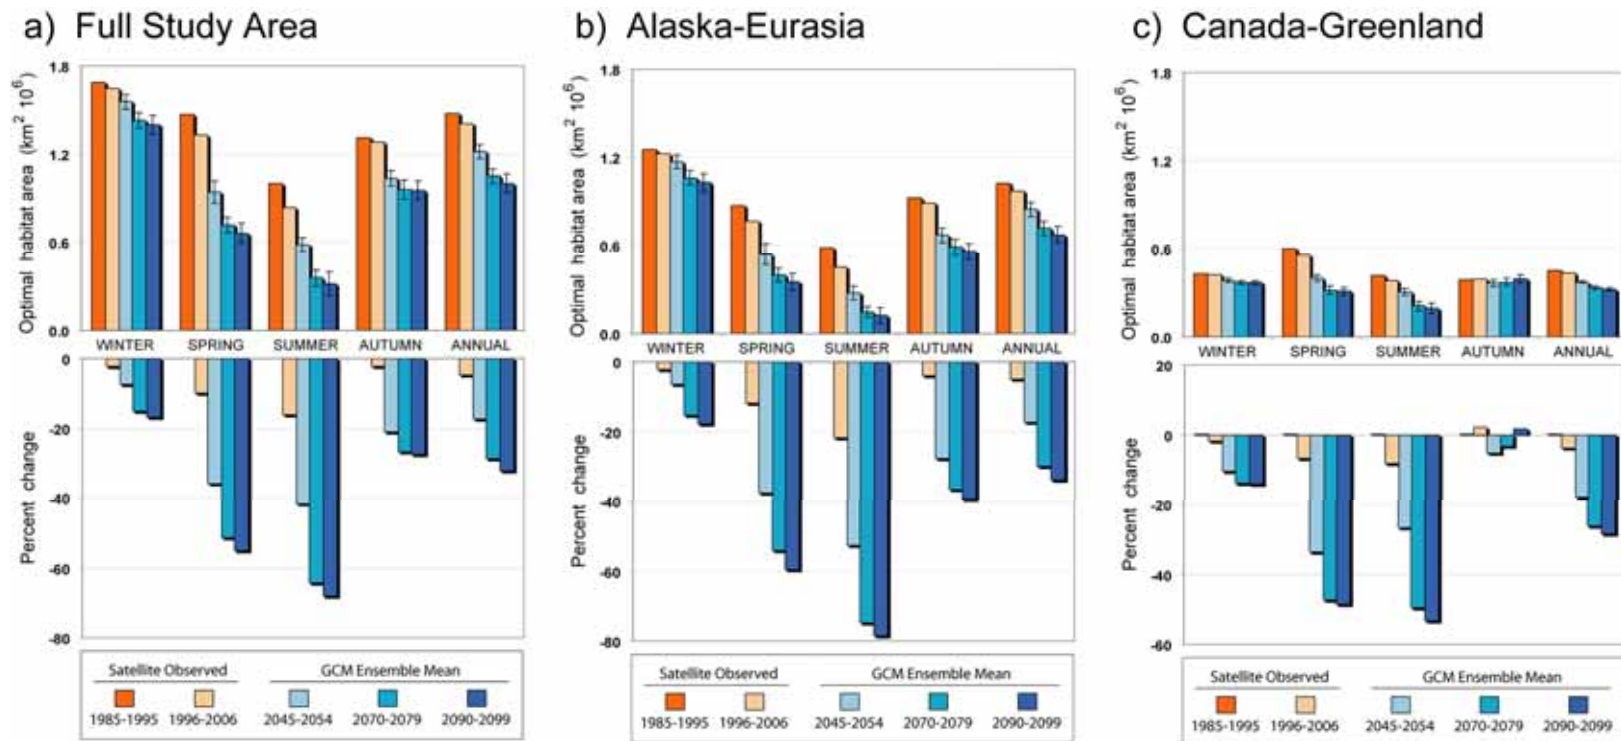 a) Full Study Area
Optimal habitat area (km² 10⁶)
1.8
1.2
0.6
0.0
WINTER SPRING SUMMER AUTUMN ANNUAL
Percent change
0
-20
-40
-60
-80
Satellite Observed GCM Ensemble Mean
1985-1995 1996-2006 2045-2054 2070-2079 2090-2099
b) Alaska-Eurasia
Optimal habitat area (km² 10⁶)
1.8
1.2
0.6
0.0
WINTER SPRING SUMMER AUTUMN ANNUAL
Percent change
0
-20
-40
-60
-80
Satellite Observed GCM Ensemble Mean
1985-1995 1996-2006 2045-2054 2070-2079 2090-2099
c) Canada-Greenland
Optimal habitat area (km² 10⁶)
1.8
1.2
0.6
0.0
WINTER SPRING SUMMER AUTUMN ANNUAL
Percent change
20
0
-20
-40
-60
Satellite Observed GCM Ensemble Mean
1985-1995 1996-2006 2045-2054 2070-2079 2090-2099